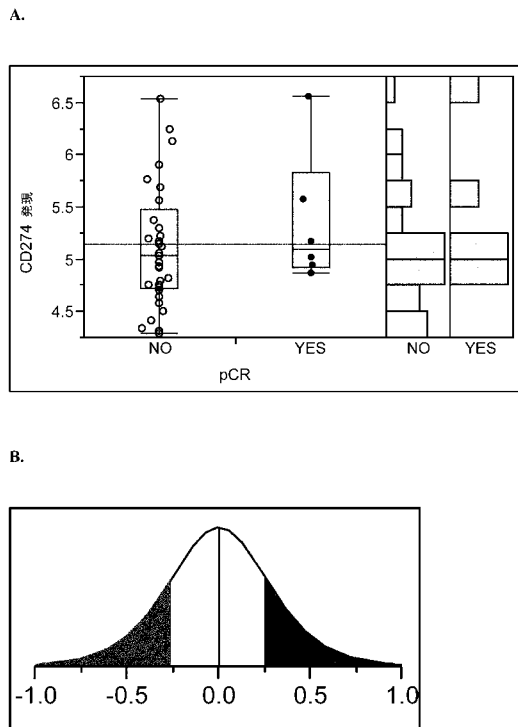 A.
6.5
6
5.5
5
4.5
CD274 発現
NO
YES
NO
YES
pCR
B.
-1.0
-0.5
0.0
0.5
1.0